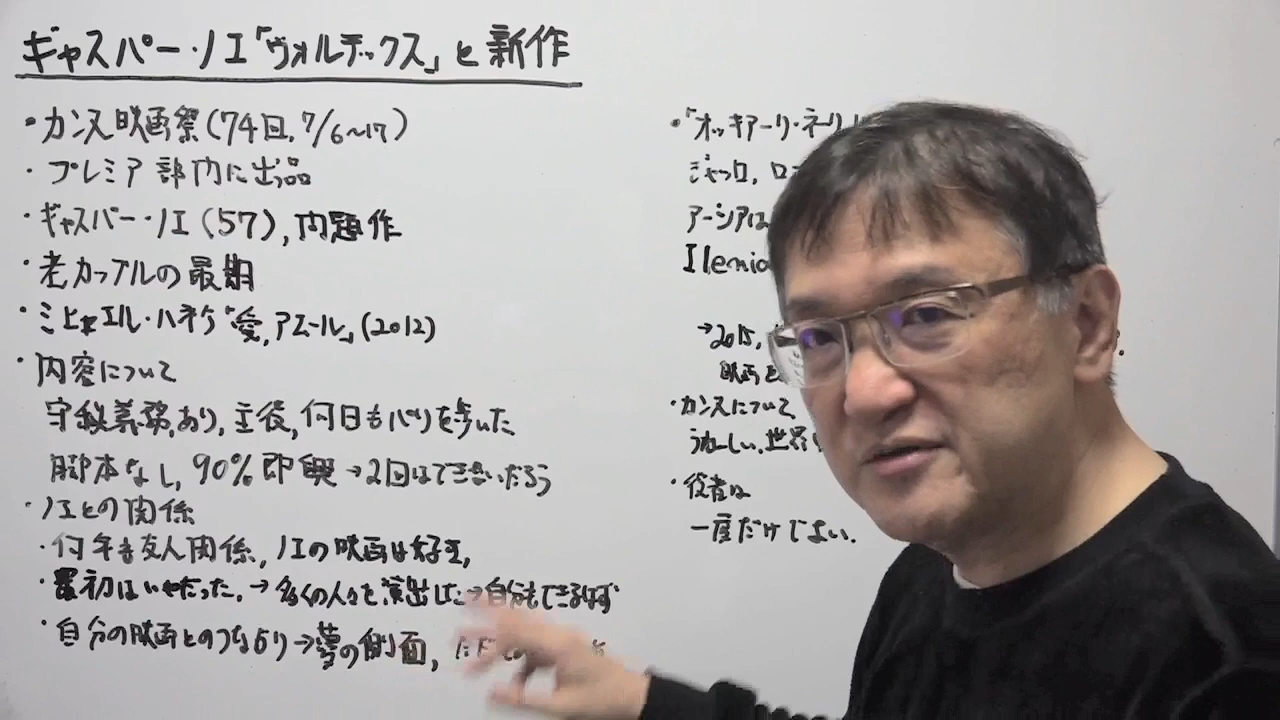 ギャスパー・ノエ「ヴォルテックス」と新作
・カンヌ映画祭(74回, 7/6〜17)
・プレミア部門に出品
・ギャスパー・ノエ(57), 問題作
・老カップルの最期
・ミヒャエル・ハネケ「愛, アムール」(2012)
・内容について
守秘義務あり, 主役, 何日もパリを歩いた
脚本なし, 90%即興→2回はできないだろう
・ノエとの関係
・何年も友人関係, ノエの映画は好き,
・最初はいやだった,→多くの人々を演出した→自分もできるはず
・自分の映画とのつながり→夢の側面,
・「オッキアーリ・ネーリ
ジャッロ,
アーシアは
Ilenia
→2015,
映画
・カンヌについて
うれしい, 世界
・役者は
一度だけでよい.